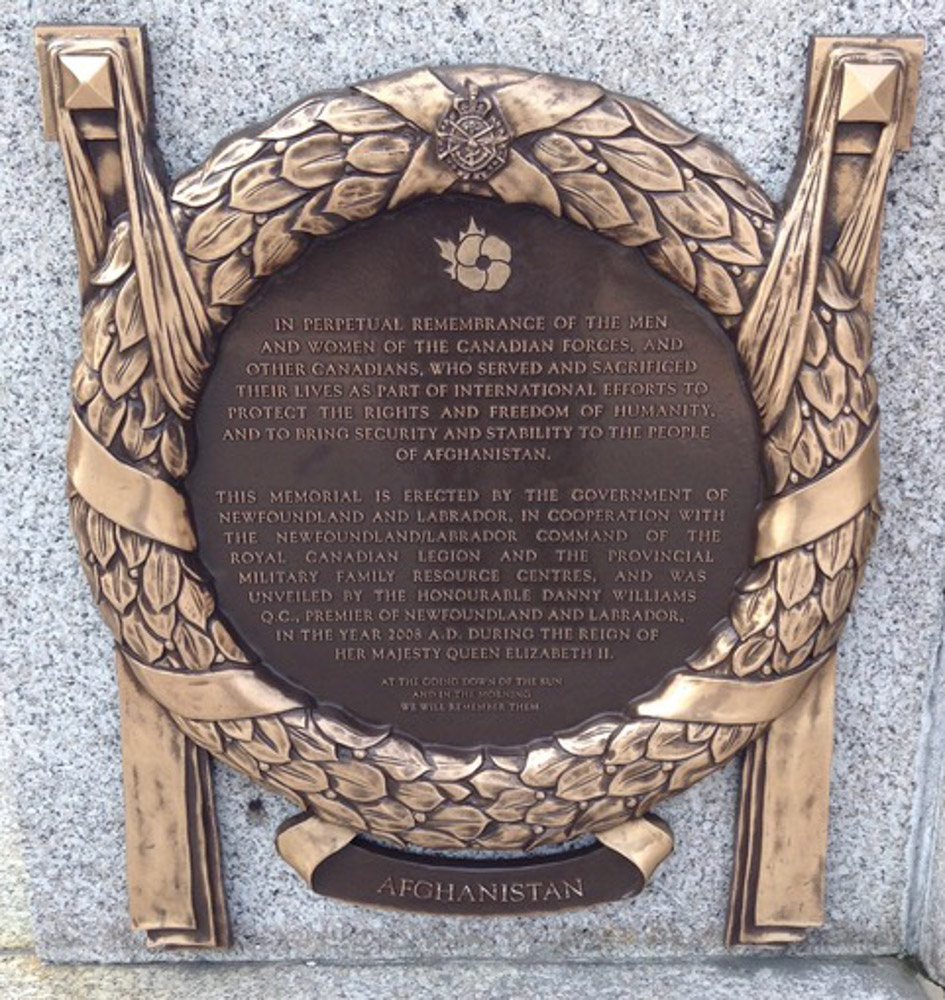 IN PERPETUAL REMEMBRANCE OF THE MEN
AND WOMEN OF THE CANADIAN FORCES, AND
OTHER CANADIANS, WHO SERVED AND SACRIFICED
THEIR LIVES AS PART OF INTERNATIONAL EFFORTS TO
PROTECT THE RIGHTS AND FREEDOM OF HUMANITY,
AND TO BRING SECURITY AND STABILITY TO THE PEOPLE
OF AFGHANISTAN.
THIS MEMORIAL IS ERECTED BY THE GOVERNMENT OF
NEWFOUNDLAND AND LABRADOR, IN COOPERATION WITH
THE NEWFOUNDLAND/LABRADOR COMMAND OF THE
ROYAL CANADIAN LEGION AND THE PROVINCIAL
MILITARY FAMILY RESOURCE CENTRES, AND WAS
UNVEILED BY THE HONOURABLE DANNY WILLIAMS
Q.C., PREMIER OF NEWFOUNDLAND AND LABRADOR,
IN THE YEAR 2008 A.D. DURING THE REIGN OF
HER MAJESTY QUEEN ELIZABETH II.
AT THE GOING DOWN OF THE SUN
AND IN THE MORNING
WE WILL REMEMBER THEM.
AFGHANISTAN